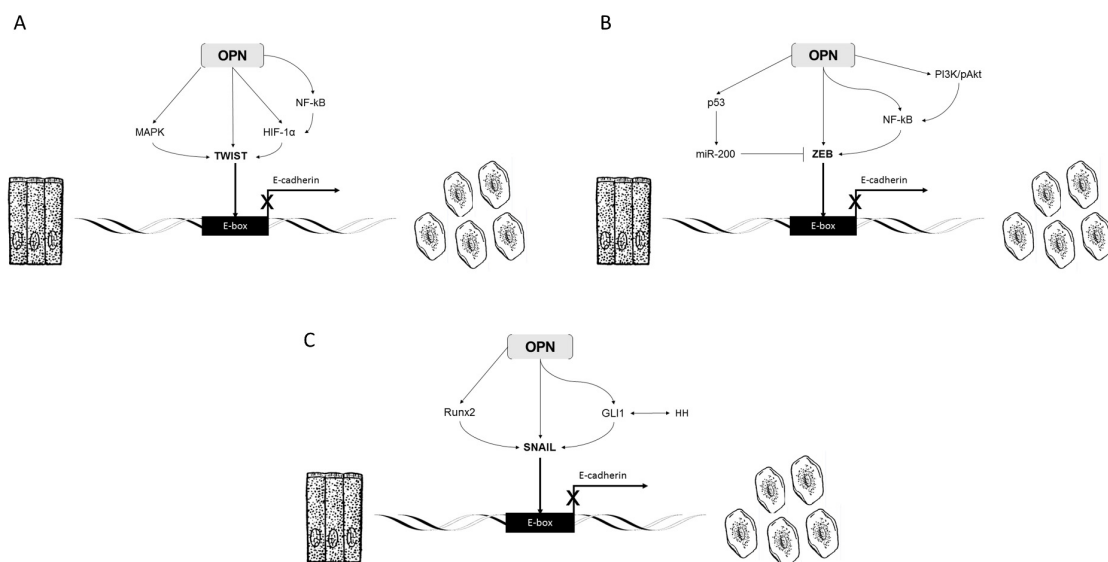 A
OPN
NF-kB
MAPK
HIF-1α
TWIST
E-cadherin
X
E-box
B
OPN
PI3K/pAkt
p53
NF-kB
miR-200
ZEB
E-cadherin
X
E-box
C
OPN
Runx2
GLI1
HH
SNAIL
E-cadherin
X
E-box